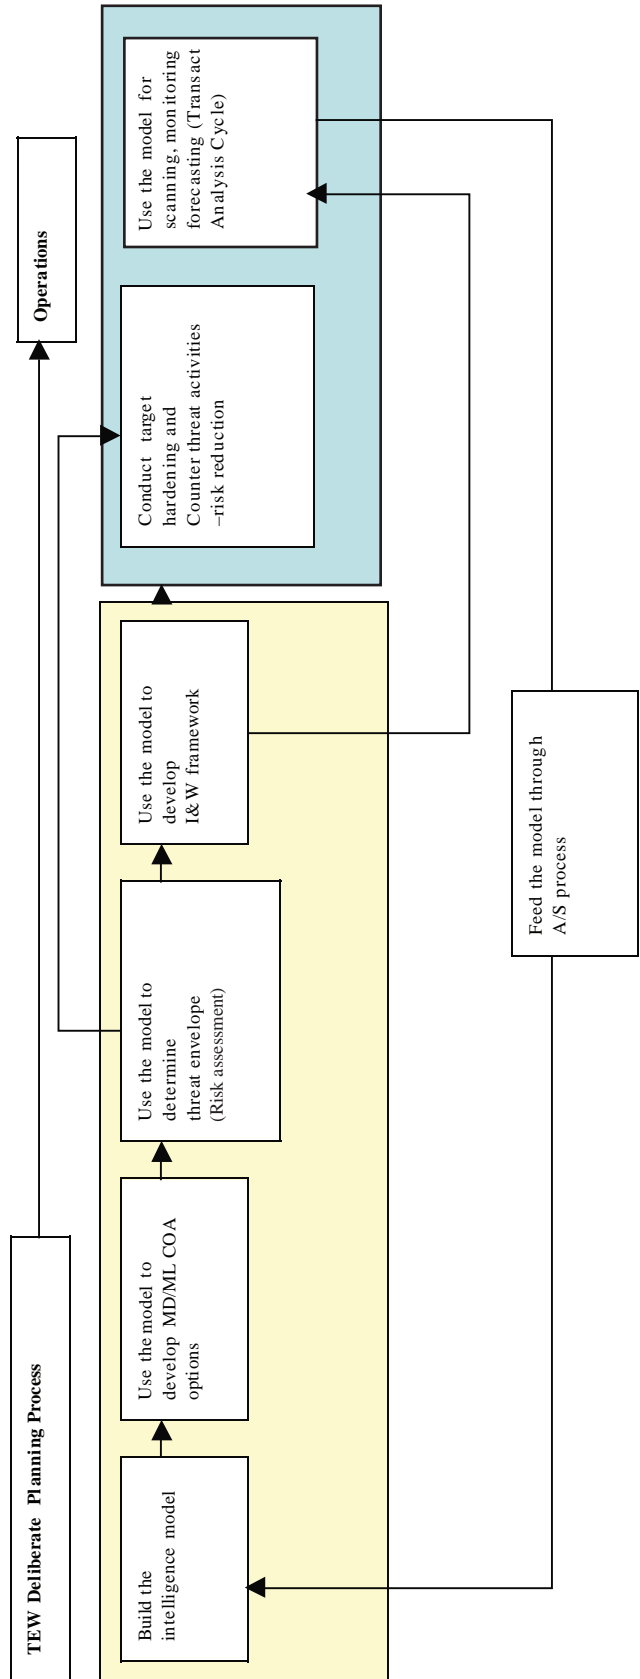 TEW Deliberate Planning Process
Operations
Build the
intelligence model
Use the model to
develop MD/ML COA
options
Use the model to
determine
threat envelope
(Risk assessment)
Use the model to
develop
I&W framework
Conduct target
hardening and
Counter threat activities
–risk reduction
Use the model for
scanning, monitoring
forecasting (Transact
Analysis Cycle)
Feed the model through
A/S process